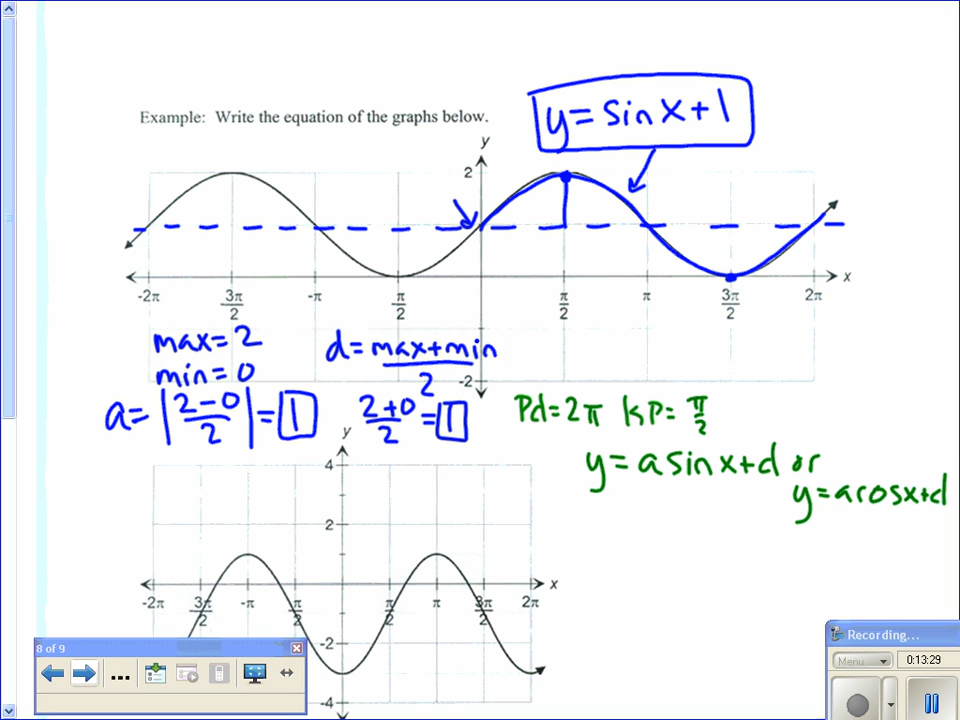 Example: Write the equation of the graphs below.
y = sin x + 1
y
2
x
-2π 3π/2 -π π/2 π/2 π 3π/2 2π
-2
max = 2
min = 0
d = max+min/2
a = |2-0/2| = 1
2+0/2 = 1
Pd = 2π KP = π/2
y = a sin x + d or
y = a cos x + d
y
4
2
x
-2π 3π/2 -π π/2 π/2 π 3π/2 2π
-2
-4
8 of 9
...
Recording...
Menu
0:13:29